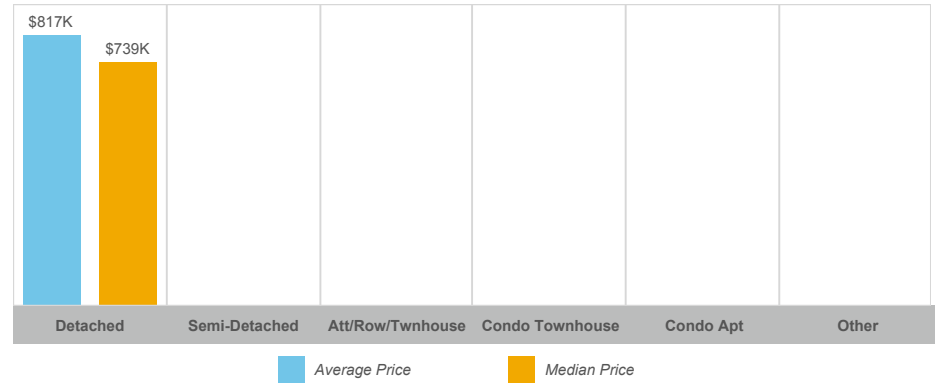 $817K
$739K
Detached Semi-Detached Att/Row/Twnhouse Condo Townhouse Condo Apt Other
Average Price Median Price